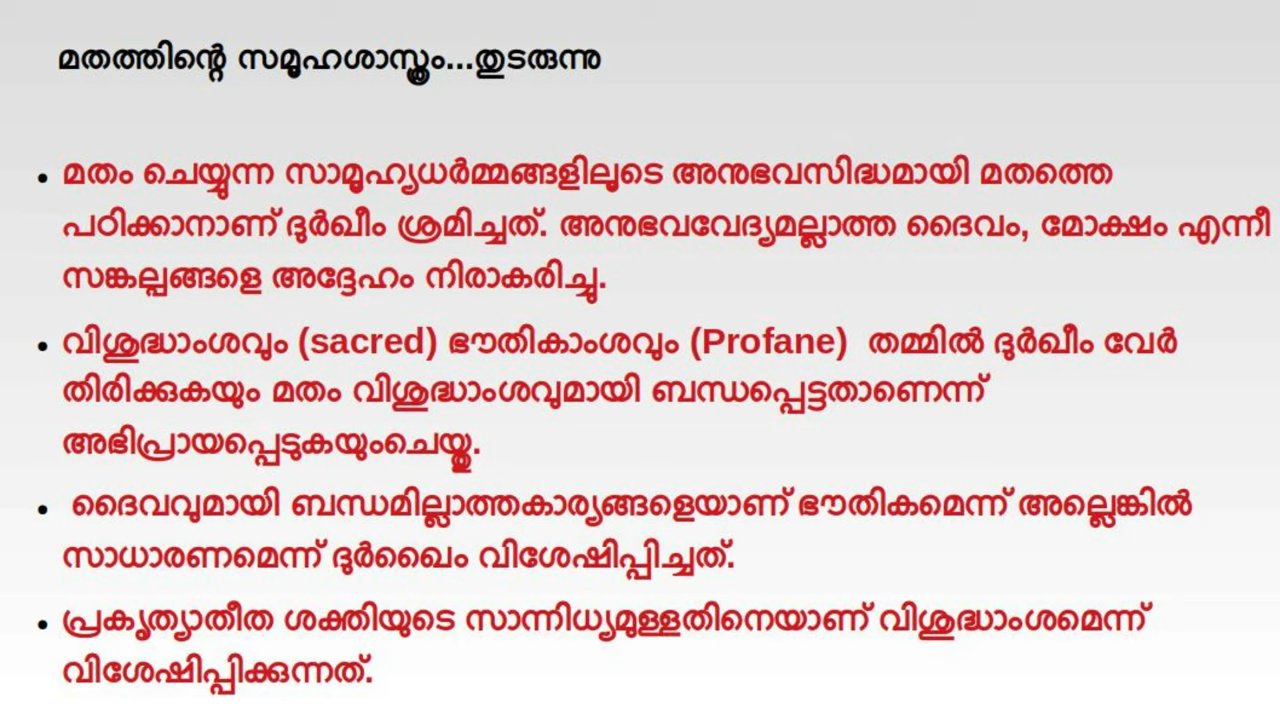 മതത്തിന്റെ സമൂഹശാസ്ത്രം...തുടരുന്നു
• മതം ചെയ്യുന്ന സാമൂഹ്യധർമ്മങ്ങളിലൂടെ അനുഭവസിദ്ധമായി മതത്തെ
പഠിക്കാനാണ് ദുർഖീം ശ്രമിച്ചത്. അനുഭവവേദ്യമല്ലാത്ത ദൈവം, മോക്ഷം എന്നീ
സങ്കല്പങ്ങളെ അദ്ദേഹം നിരാകരിച്ചു.
• വിശുദ്ധാംശവും (sacred) ഭൗതികാംശവും (Profane) തമ്മിൽ ദുർഖീം വേർ
തിരിക്കുകയും മതം വിശുദ്ധാംശവുമായി ബന്ധപ്പെട്ടതാണെന്ന്
അഭിപ്രായപ്പെടുകയുംചെയ്തു.
• ദൈവവുമായി ബന്ധമില്ലാത്തകാര്യങ്ങളെയാണ് ഭൗതികമെന്ന് അല്ലെങ്കിൽ
സാധാരണമെന്ന് ദുർഖൈം വിശേഷിപ്പിച്ചത്.
• പ്രകൃത്യാതീത ശക്തിയുടെ സാന്നിധ്യമുള്ളതിനെയാണ് വിശുദ്ധാംശമെന്ന്
വിശേഷിപ്പിക്കുന്നത്.